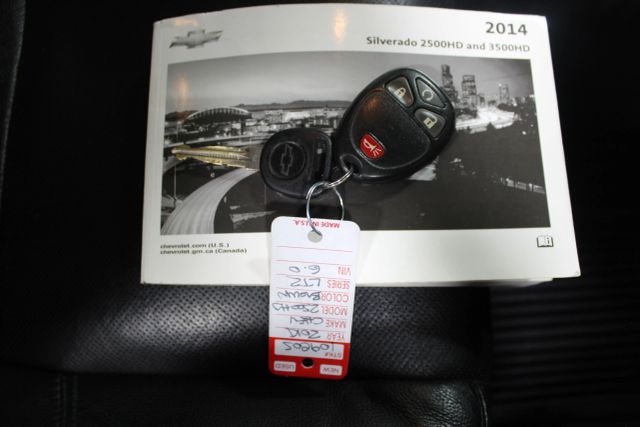 2014
Silverado 2500HD and 3500HD
chevrolet.com (U.S.)
chevrolet.gm.ca (Canada)
NEW USED
STK#
YEAR 2014
MAKE CHEV
MODEL 2500HD
COLOR BROWN
SERIES LTZ
VIN 6.0
MADE IN U.S.A.